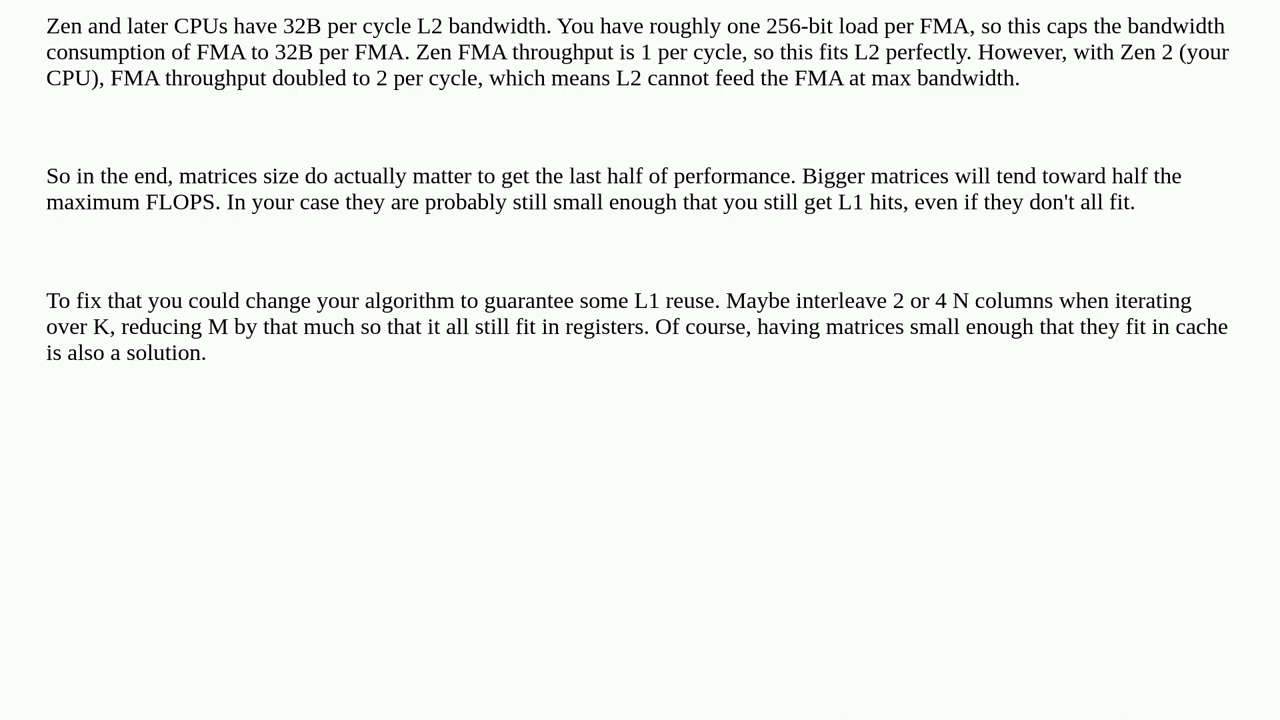 Zen and later CPUs have 32B per cycle L2 bandwidth. You have roughly one 256-bit load per FMA, so this caps the bandwidth
consumption of FMA to 32B per FMA. Zen FMA throughput is 1 per cycle, so this fits L2 perfectly. However, with Zen 2 (your
CPU), FMA throughput doubled to 2 per cycle, which means L2 cannot feed the FMA at max bandwidth.
So in the end, matrices size do actually matter to get the last half of performance. Bigger matrices will tend toward half the
maximum FLOPS. In your case they are probably still small enough that you still get L1 hits, even if they don't all fit.
To fix that you could change your algorithm to guarantee some L1 reuse. Maybe interleave 2 or 4 N columns when iterating
over K, reducing M by that much so that it all still fit in registers. Of course, having matrices small enough that they fit in cache
is also a solution.